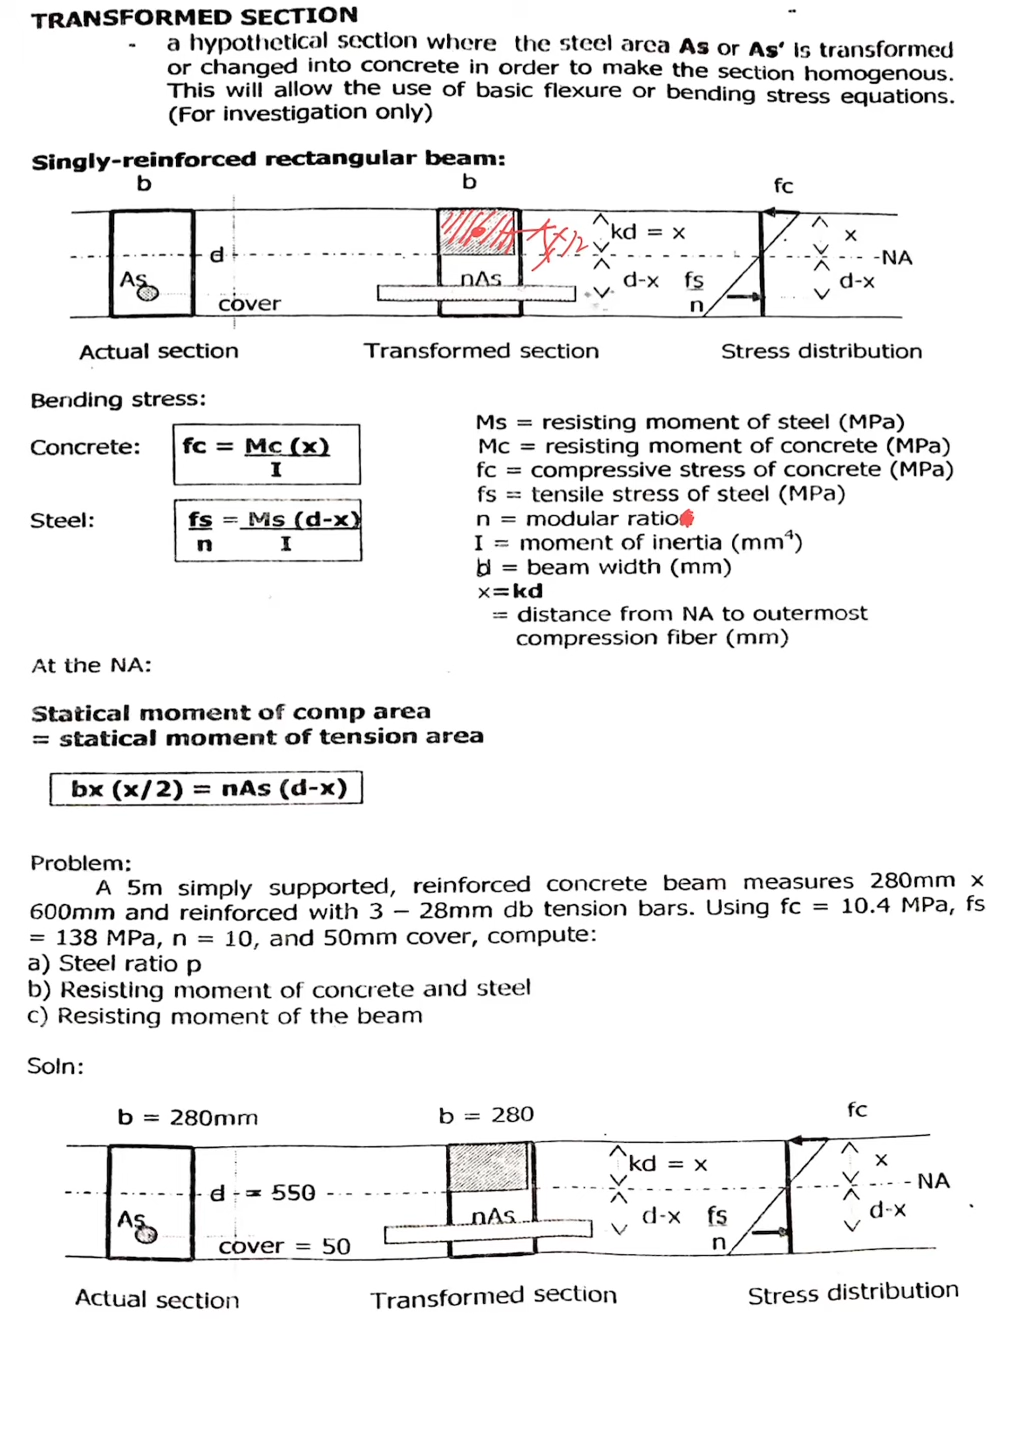 TRANSFORMED SECTION
- a hypothetical section where the steel area As or As' is transformed
or changed into concrete in order to make the section homogenous.
This will allow the use of basic flexure or bending stress equations.
(For investigation only)
Singly-reinforced rectangular beam:
b b fc
kd = x x
d -NA
As nAs d-x fs d-x
cover n
x/2
Actual section Transformed section Stress distribution
Bending stress:
Concrete: fc = Mc (x)
I
Steel: fs = Ms (d-x)
n I
Ms = resisting moment of steel (MPa)
Mc = resisting moment of concrete (MPa)
fc = compressive stress of concrete (MPa)
fs = tensile stress of steel (MPa)
n = modular ratio
I = moment of inertia (mm⁴)
b = beam width (mm)
x=kd
= distance from NA to outermost
compression fiber (mm)
At the NA:
Statical moment of comp area
= statical moment of tension area
bx (x/2) = nAs (d-x)
Problem:
A 5m simply supported, reinforced concrete beam measures 280mm x
600mm and reinforced with 3 – 28mm db tension bars. Using fc = 10.4 MPa, fs
= 138 MPa, n = 10, and 50mm cover, compute:
a) Steel ratio p
b) Resisting moment of concrete and steel
c) Resisting moment of the beam
Soln:
b = 280mm b = 280 fc
kd = x x
d = 550 - NA
As nAs d-x fs d-x
cover = 50 n
Actual section Transformed section Stress distribution